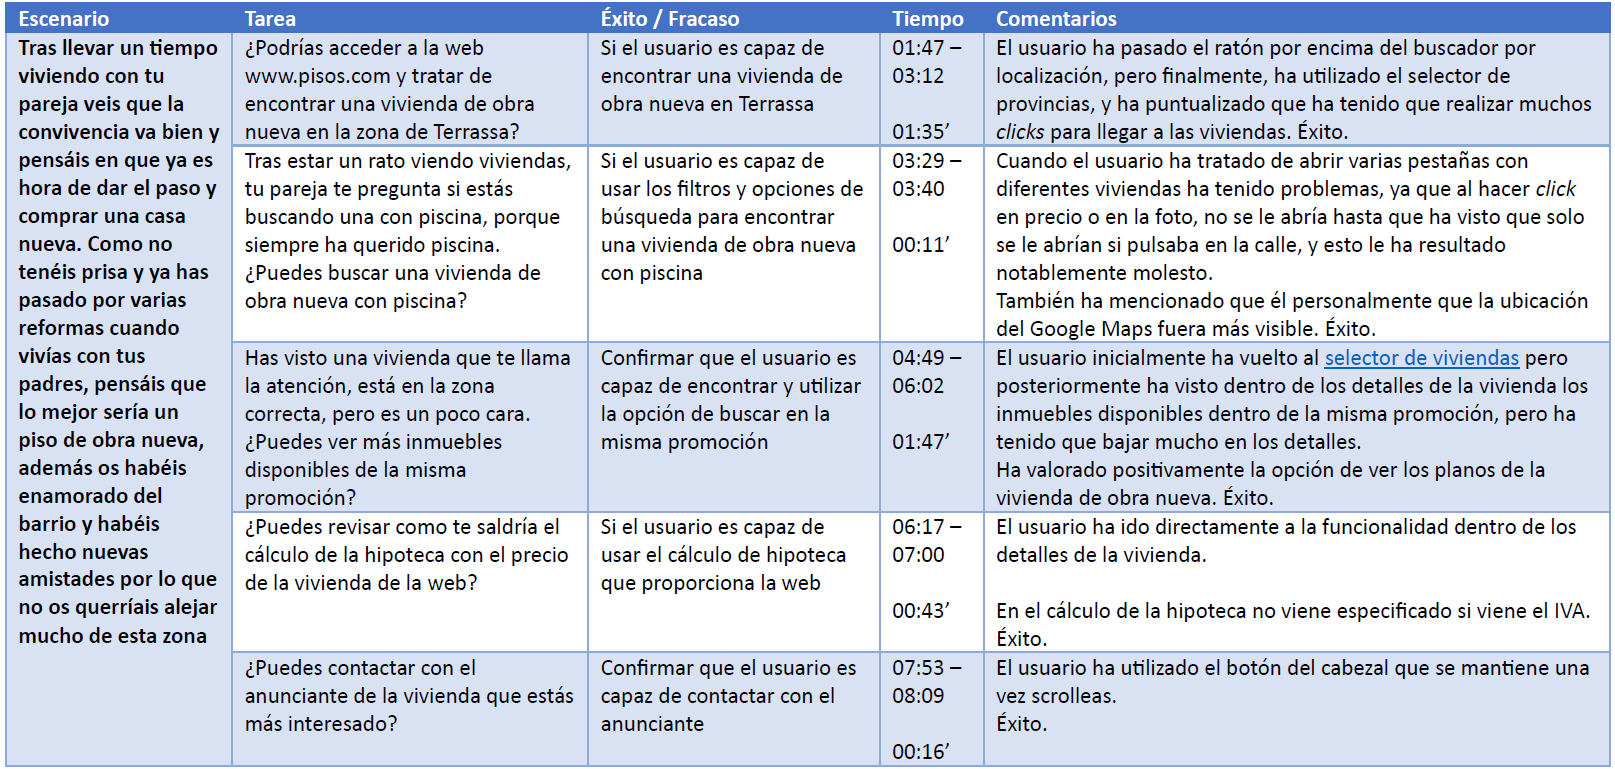 Escenario
Tarea
Éxito / Fracaso
Tiempo
Comentarios
Tras llevar un tiempo
viviendo con tu
pareja veis que la
convivencia va bien y
pensáis en que ya es
hora de dar el paso y
comprar una casa
nueva. Como no
tenéis prisa y ya has
pasado por varias
reformas cuando
vivías con tus
padres, pensáis que
lo mejor sería un
piso de obra nueva,
además os habéis
enamorado del
barrio y habéis
hecho nuevas
amistades por lo que
no os querríais alejar
mucho de esta zona
¿Podrías acceder a la web
www.pisos.com y tratar de
encontrar una vivienda de obra
nueva en la zona de Terrassa?
Si el usuario es capaz de
encontrar una vivienda de
obra nueva en Terrassa
01:47 –
03:12
01:35’
El usuario ha pasado el ratón por encima del buscador por
localización, pero finalmente, ha utilizado el selector de
provincias, y ha puntualizado que ha tenido que realizar muchos
clicks para llegar a las viviendas. Éxito.
Tras estar un rato viendo viviendas,
tu pareja te pregunta si estás
buscando una con piscina, porque
siempre ha querido piscina.
¿Puedes buscar una vivienda de
obra nueva con piscina?
Si el usuario es capaz de
usar los filtros y opciones de
búsqueda para encontrar
una vivienda de obra nueva
con piscina
03:29 –
03:40
00:11’
Cuando el usuario ha tratado de abrir varias pestañas con
diferentes viviendas ha tenido problemas, ya que al hacer click
en precio o en la foto, no se le abría hasta que ha visto que solo
se le abrían si pulsaba en la calle, y esto le ha resultado
notablemente molesto.
También ha mencionado que él personalmente que la ubicación
del Google Maps fuera más visible. Éxito.
Has visto una vivienda que te llama
la atención, está en la zona
correcta, pero es un poco cara.
¿Puedes ver más inmuebles
disponibles de la misma
promoción?
Confirmar que el usuario es
capaz de encontrar y utilizar
la opción de buscar en la
misma promoción
04:49 –
06:02
01:47’
El usuario inicialmente ha vuelto al selector de viviendas pero
posteriormente ha visto dentro de los detalles de la vivienda los
inmuebles disponibles dentro de la misma promoción, pero ha
tenido que bajar mucho en los detalles.
Ha valorado positivamente la opción de ver los planos de la
vivienda de obra nueva. Éxito.
¿Puedes revisar como te saldría el
cálculo de la hipoteca con el precio
de la vivienda de la web?
Si el usuario es capaz de
usar el cálculo de hipoteca
que proporciona la web
06:17 –
07:00
00:43’
El usuario ha ido directamente a la funcionalidad dentro de los
detalles de la vivienda.
En el cálculo de la hipoteca no viene especificado si viene el IVA.
Éxito.
¿Puedes contactar con el
anunciante de la vivienda que estás
más interesado?
Confirmar que el usuario es
capaz de contactar con el
anunciante
07:53 –
08:09
00:16’
El usuario ha utilizado el botón del cabezal que se mantiene una
vez scrolleas.
Éxito.